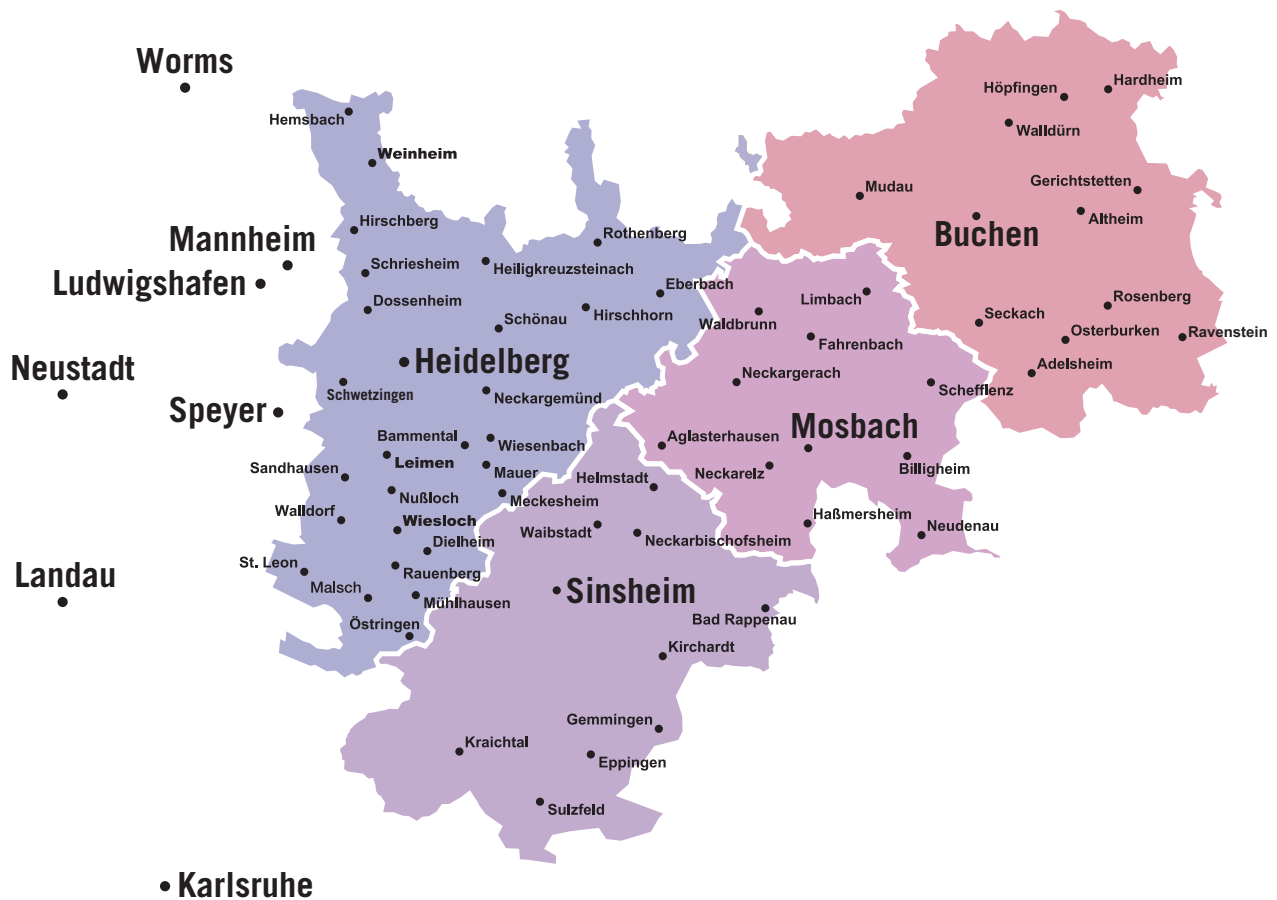 Worms
Hemsbach
Weinheim
Höpfingen
Hardheim
Walldürn
Mudau
Gerichtstetten
Altheim
Buchen
Hirschberg
Mannheim
Rothenberg
Schriesheim
Heiligkreuzsteinach
Ludwigshafen
Eberbach
Limbach
Rosenberg
Dossenheim
Schönau
Hirschhorn
Waldbrunn
Seckach
Osterburken
Ravenstein
Fahrenbach
Heidelberg
Adelsheim
Neustadt
Neckargerach
Schefflenz
Schwetzingen
Neckargemünd
Speyer
Mosbach
Bammental
Wiesenbach
Aglasterhausen
Leimen
Sandhausen
Mauer
Helmstadt
Neckarelz
Billigheim
Nußloch
Meckesheim
Walldorf
Wiesloch
Waibstadt
Haßmersheim
Neudenau
Dielheim
Neckarbischofsheim
St. Leon
Rauenberg
Landau
Malsch
Mühlhausen
Sinsheim
Bad Rappenau
Östringen
Kirchardt
Gemmingen
Kraichtal
Eppingen
Sulzfeld
Karlsruhe